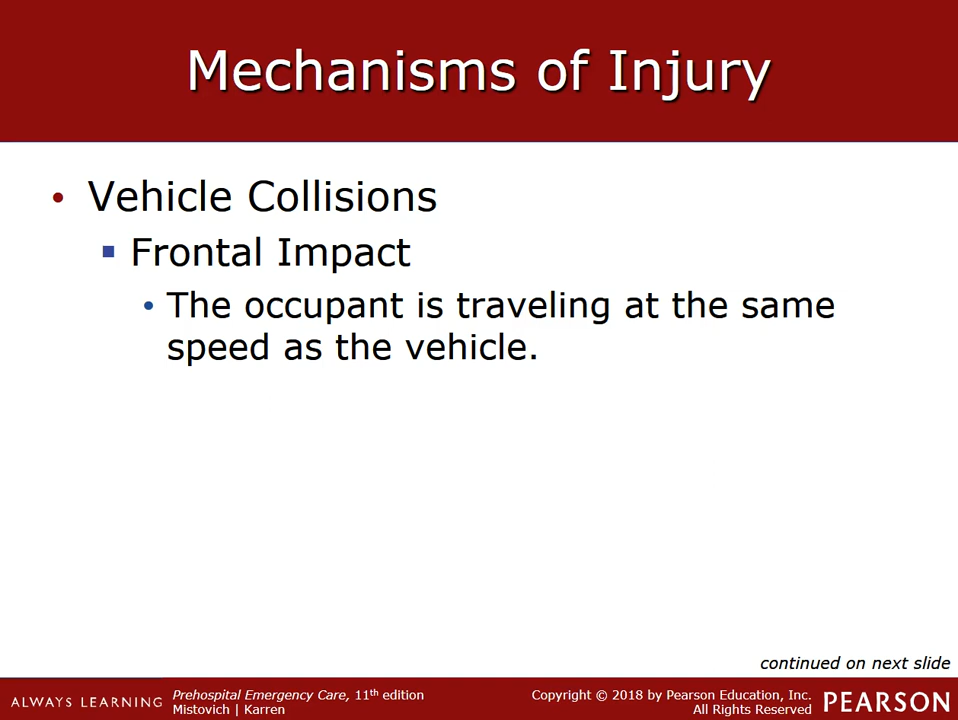 Mechanisms of Injury
• Vehicle Collisions
▪ Frontal Impact
• The occupant is traveling at the same
speed as the vehicle.
continued on next slide
ALWAYS LEARNING
Prehospital Emergency Care, 11th edition
Mistovich | Karren
Copyright © 2018 by Pearson Education, Inc.
All Rights Reserved
PEARSON